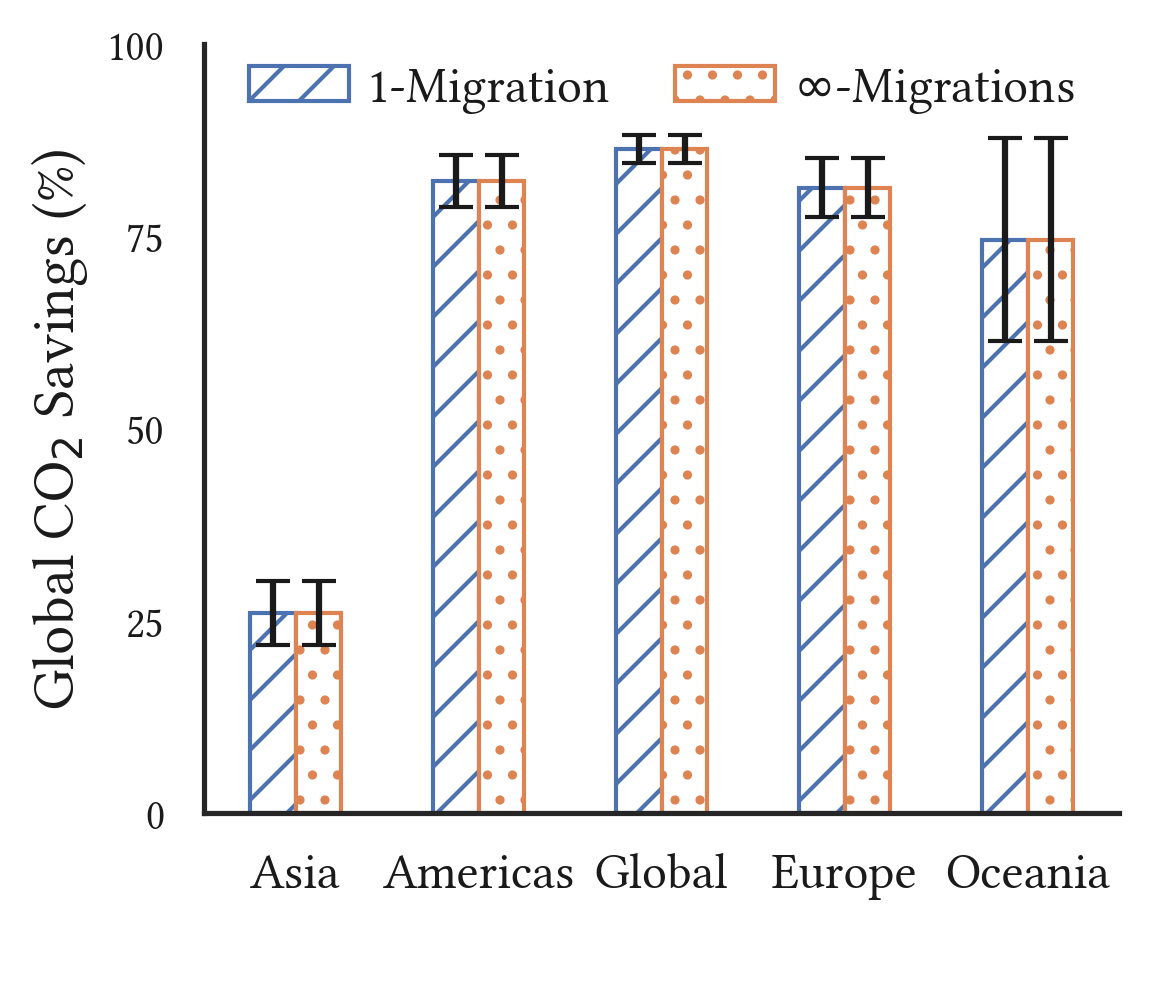 Global CO₂ Savings (%)
100
75
50
25
0
1-Migration
∞-Migrations
Asia Americas Global Europe Oceania